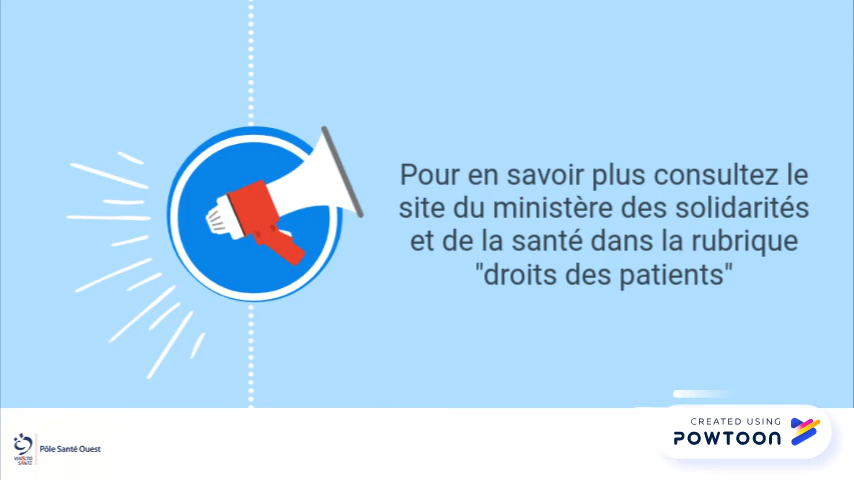 Pour en savoir plus consultez le
site du ministère des solidarités
et de la santé dans la rubrique
"droits des patients"
Pôle Santé Ouest
CREATED USING
POWTOON